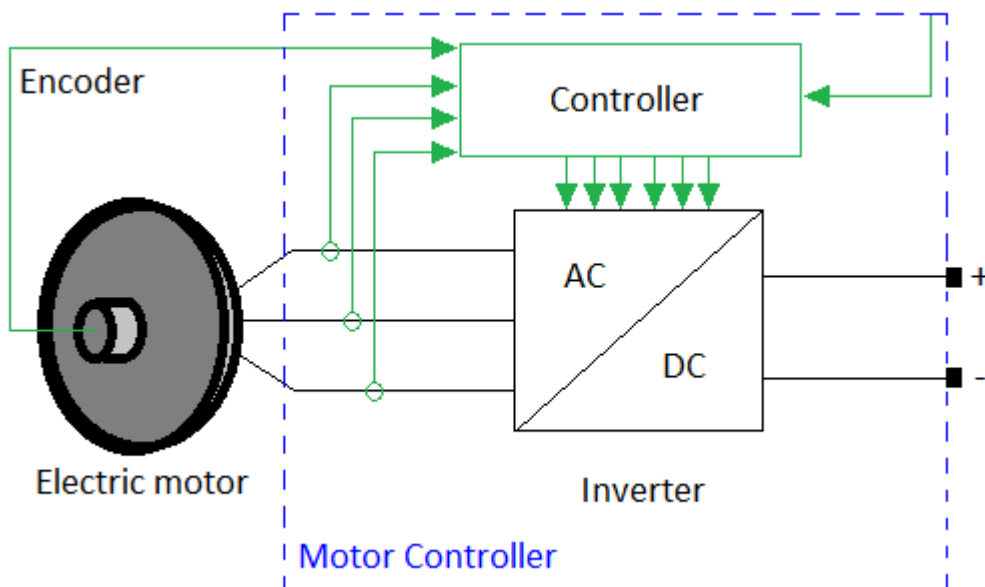 Encoder
Controller
AC
DC
+
-
Electric motor
Inverter
Motor Controller